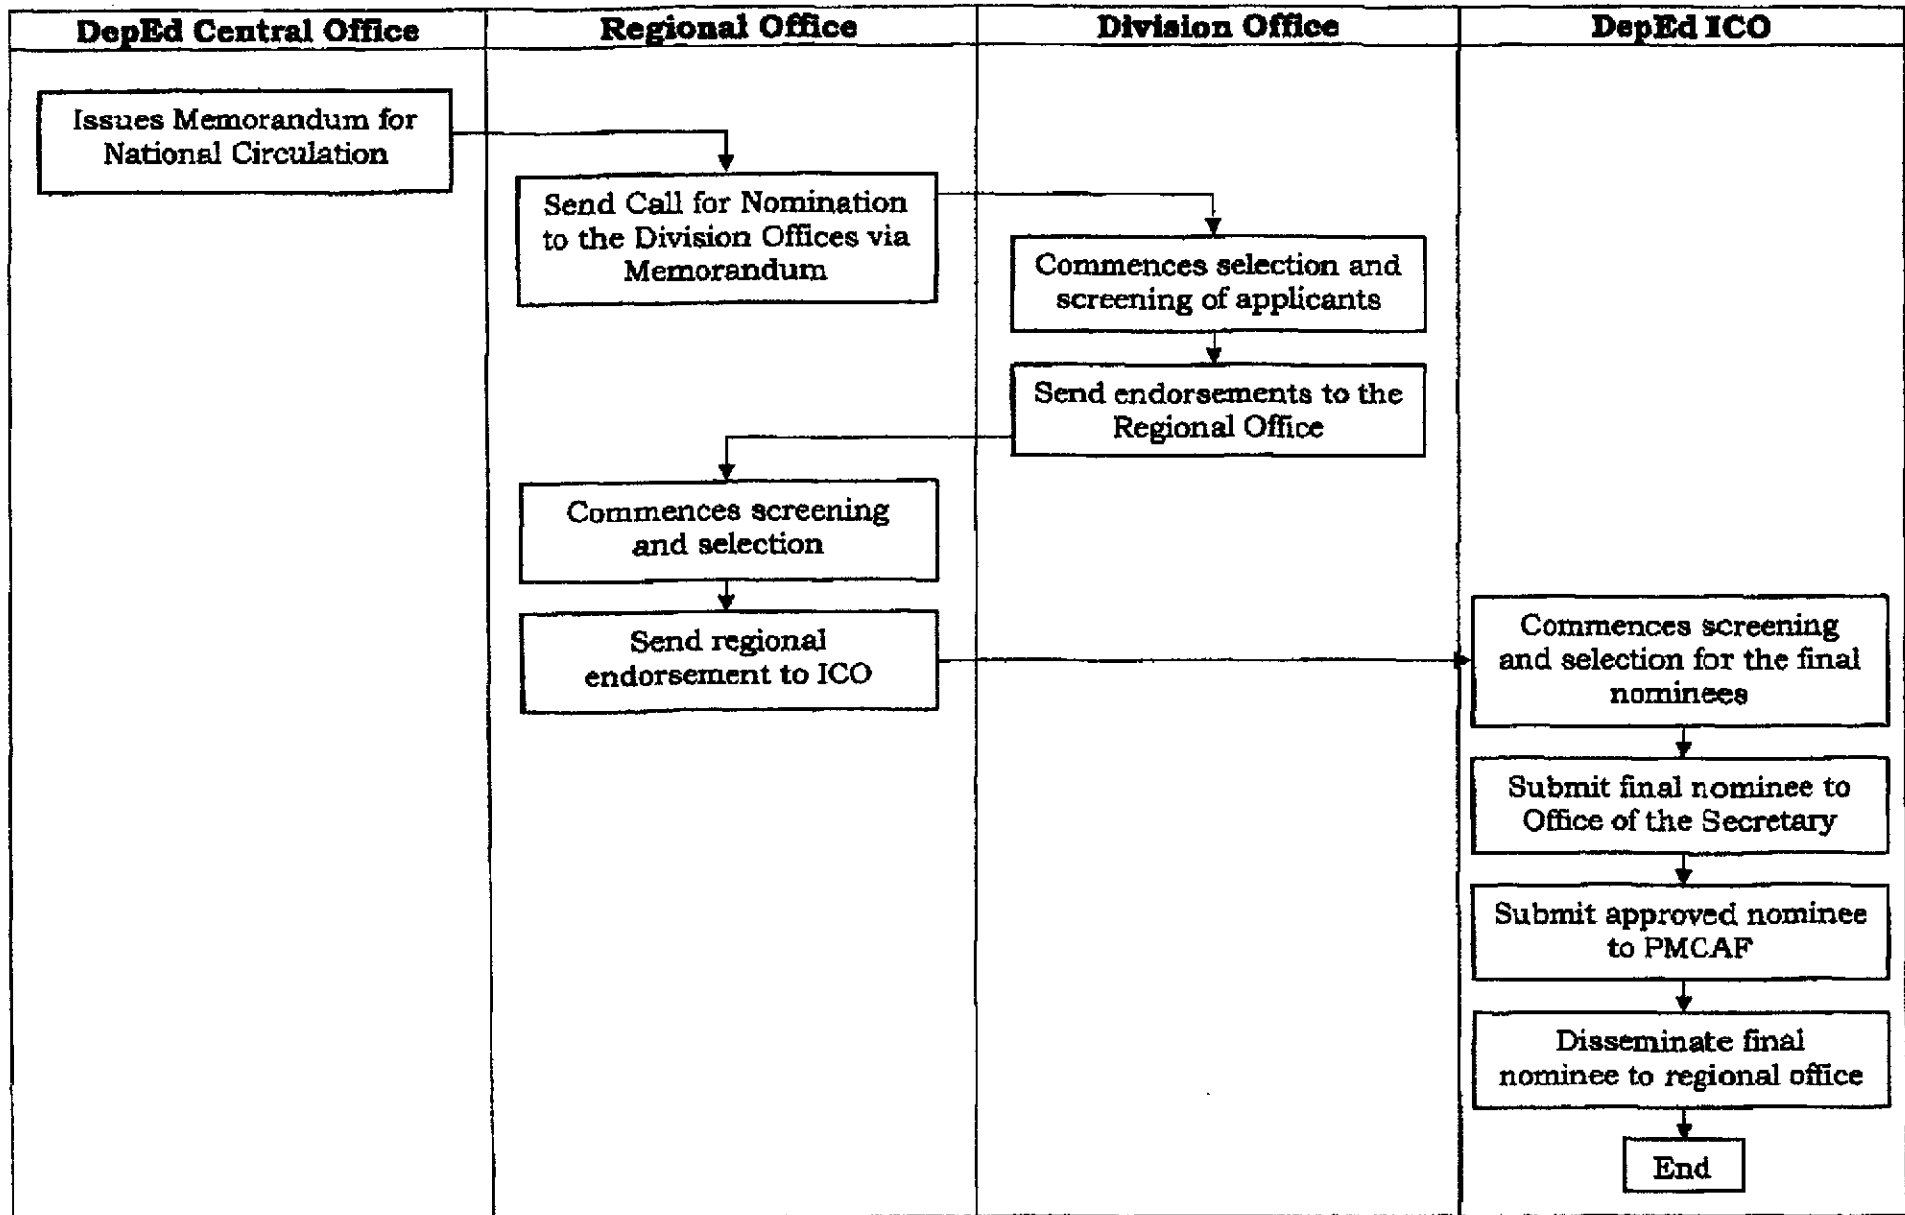 DepEd Central Office
Regional Office
Division Office
DepEd ICO
Issues Memorandum for
National Circulation
Send Call for Nomination
to the Division Offices via
Memorandum
Commences selection and
screening of applicants
Send endorsements to the
Regional Office
Commences screening
and selection
Send regional
endorsement to ICO
Commences screening
and selection for the final
nominees
Submit final nominee to
Office of the Secretary
Submit approved nominee
to PMCAF
Disseminate final
nominee to regional office
End